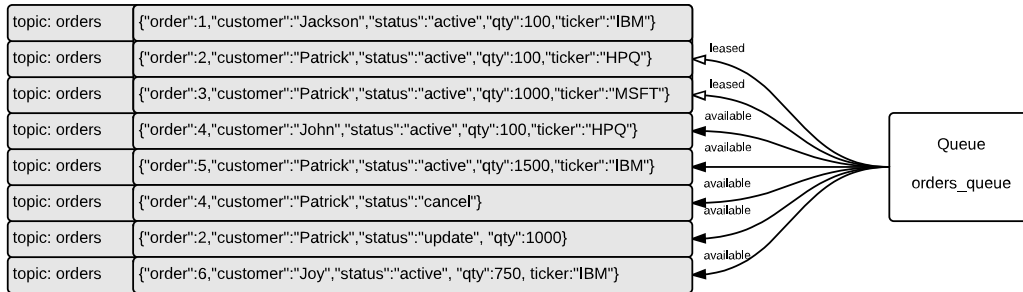 topic: orders {"order":1,"customer":"Jackson","status":"active","qty":100,"ticker":"IBM"}
topic: orders {"order":2,"customer":"Patrick","status":"active","qty":100,"ticker":"HPQ"}
topic: orders {"order":3,"customer":"Patrick","status":"active","qty":1000,"ticker":"MSFT"}
topic: orders {"order":4,"customer":"John","status":"active","qty":100,"ticker":"HPQ"}
topic: orders {"order":5,"customer":"Patrick","status":"active","qty":1500,"ticker":"IBM"}
topic: orders {"order":4,"customer":"Patrick","status":"cancel"}
topic: orders {"order":2,"customer":"Patrick","status":"update", "qty":1000}
topic: orders {"order":6,"customer":"Joy","status":"active", "qty":750, ticker:"IBM"}
leased
leased
available
available
available
available
available
Queue
orders_queue